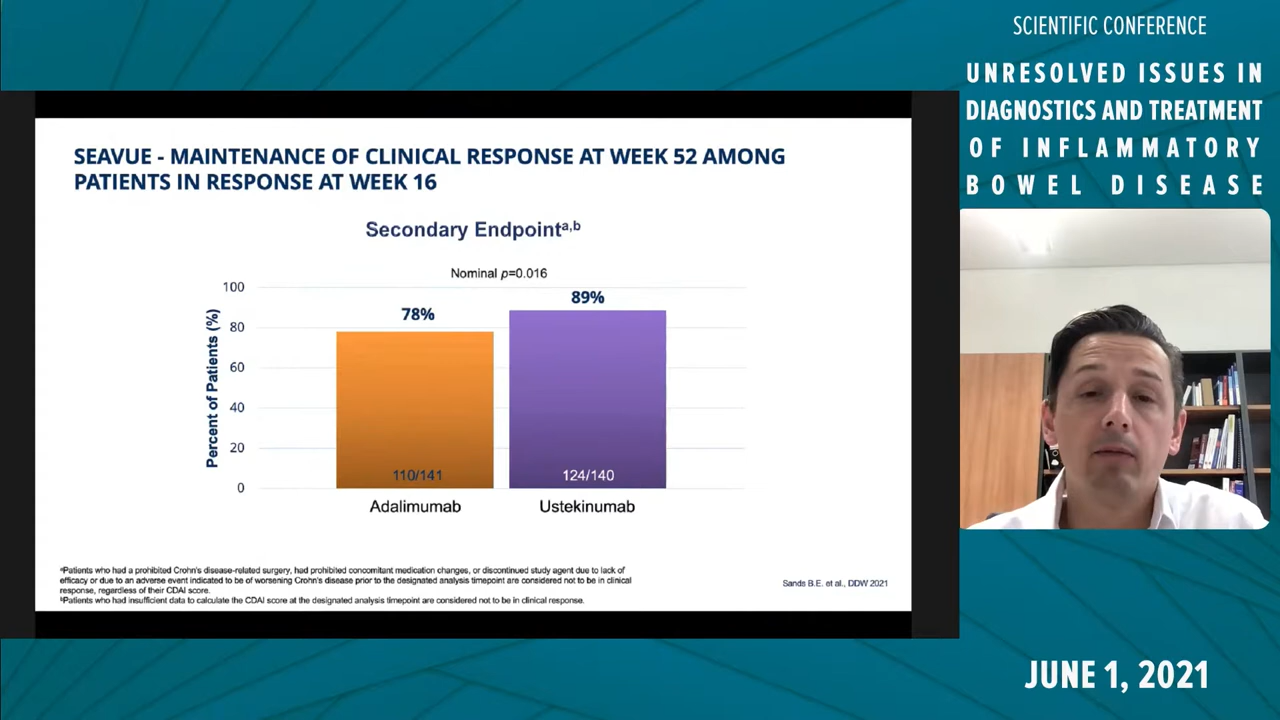 SCIENTIFIC CONFERENCE
UNRESOLVED ISSUES IN
DIAGNOSTICS AND TREATMENT
OF INFLAMMATORY
BOWEL DISEASE
SEAVUE - MAINTENANCE OF CLINICAL RESPONSE AT WEEK 52 AMONG
PATIENTS IN RESPONSE AT WEEK 16
Secondary Endpointa,b
Nominal p=0.016
Percent of Patients (%)
100
80
60
40
20
0
78%
89%
110/141
124/140
Adalimumab
Ustekinumab
aPatients who had a prohibited Crohn's disease-related surgery, had prohibited concomitant medication changes, or discontinued study agent due to lack of
efficacy or due to an adverse event indicated to be of worsening Crohn's disease prior to the designated analysis timepoint are considered not to be in clinical
response, regardless of their CDAI score.
bPatients who had insufficient data to calculate the CDAI score at the designated analysis timepoint are considered not to be in clinical response.
Sands B.E. et al., DDW 2021
JUNE 1, 2021